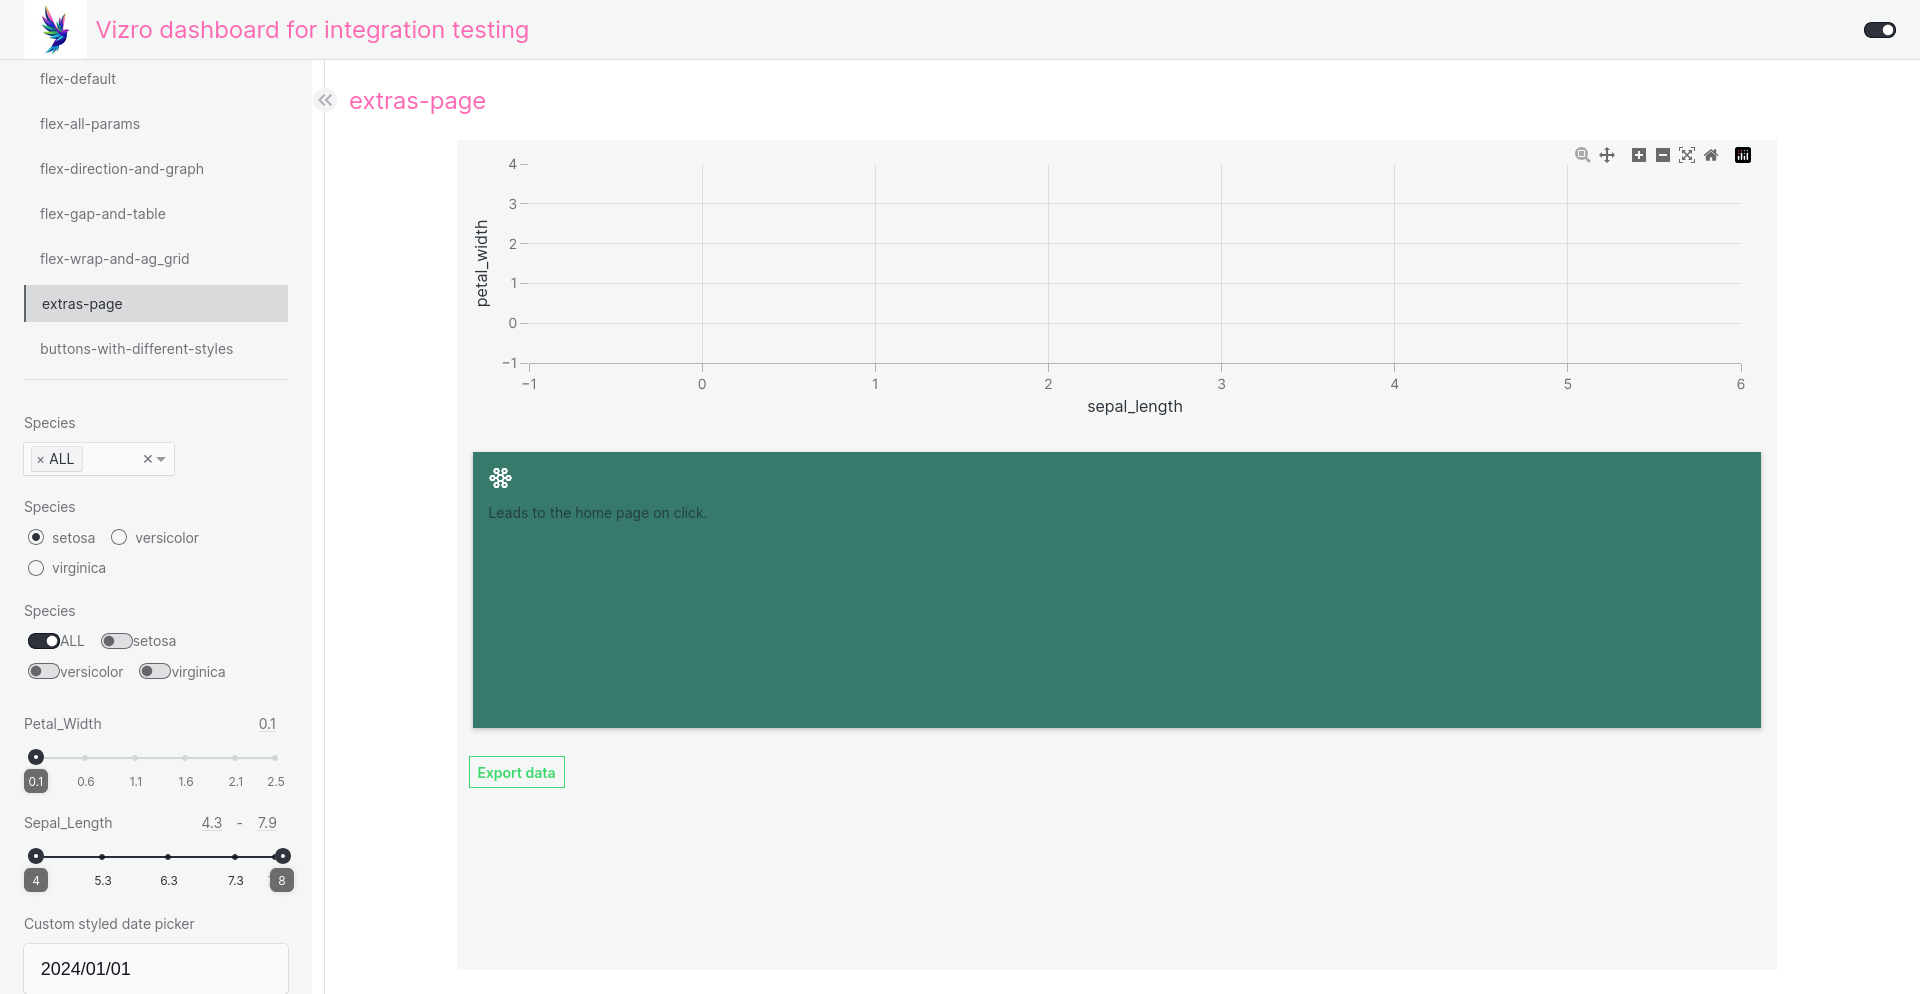 Vizro dashboard for integration testing
flex-default
flex-all-params
flex-direction-and-graph
flex-gap-and-table
flex-wrap-and-ag_grid
extras-page
buttons-with-different-styles
Species
× ALL ×
Species
setosa versicolor
virginica
Species
ALL setosa
versicolor virginica
Petal_Width 0.1
0.1 0.6 1.1 1.6 2.1 2.5
Sepal_Length 4.3 - 7.9
4 5.3 6.3 7.3 8
Custom styled date picker
2024/01/01
extras-page
4
3
2
1
0
−1
petal_width
−1 0 1 2 3 4 5 6
sepal_length
Leads to the home page on click.
Export data